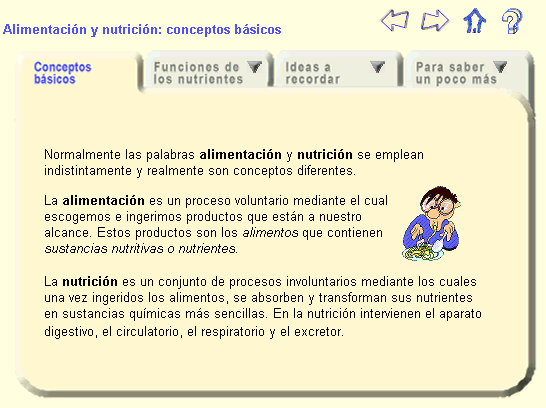 Alimentación y nutrición: conceptos básicos
Conceptos básicos
Funciones de los nutrientes
Ideas a recordar
Para saber un poco más
Normalmente las palabras alimentación y nutrición se emplean
indistintamente y realmente son conceptos diferentes.
La alimentación es un proceso voluntario mediante el cual
escogemos e ingerimos productos que están a nuestro
alcance. Estos productos son los alimentos que contienen
sustancias nutritivas o nutrientes.
La nutrición es un conjunto de procesos involuntarios mediante los cuales
una vez ingeridos los alimentos, se absorben y transforman sus nutrientes
en sustancias químicas más sencillas. En la nutrición intervienen el aparato
digestivo, el circulatorio, el respiratorio y el excretor.